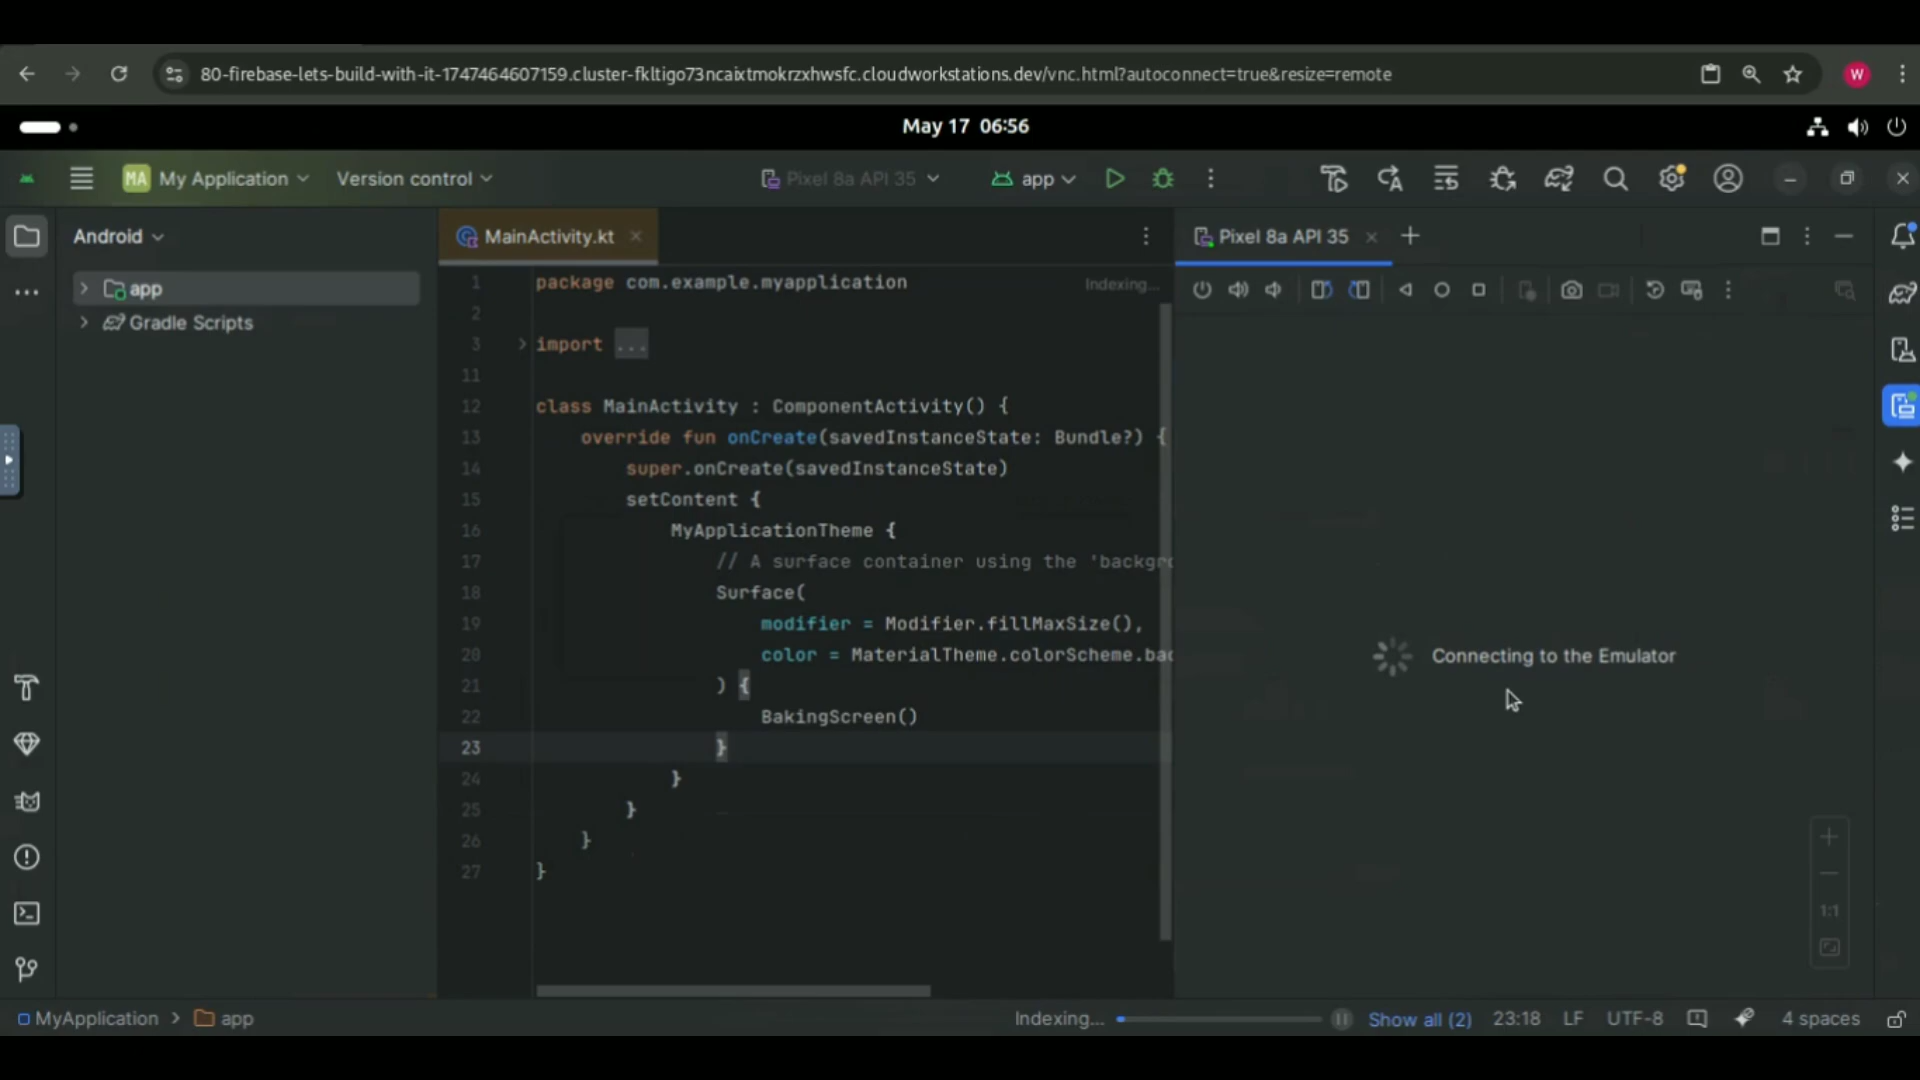 80-firebase-lets-build-with-it-1747464607159.cluster-fkltigo73ncaixtmokrzxhwsfc.cloudworkstations.dev/vnc.html?autoconnect=true&resize=remote
W
May 17 06:56
MA My Application
Version control
Pixel 8a API 35
app
Android
app
Gradle Scripts
MainActivity.kt
Indexing...
1 package com.example.myapplication
2
3 import ...
11
12 class MainActivity : ComponentActivity() {
13 override fun onCreate(savedInstanceState: Bundle?) {
14 super.onCreate(savedInstanceState)
15 setContent {
16 MyApplicationTheme {
17 // A surface container using the 'backgr
18 Surface(
19 modifier = Modifier.fillMaxSize(),
20 color = MaterialTheme.colorScheme.bac
21 ) {
22 BakingScreen()
23 }
24 }
25 }
26 }
27 }
Pixel 8a API 35
Connecting to the Emulator
1:1
MyApplication > app
Indexing...
Show all (2)
23:18
LF
UTF-8
4 spaces